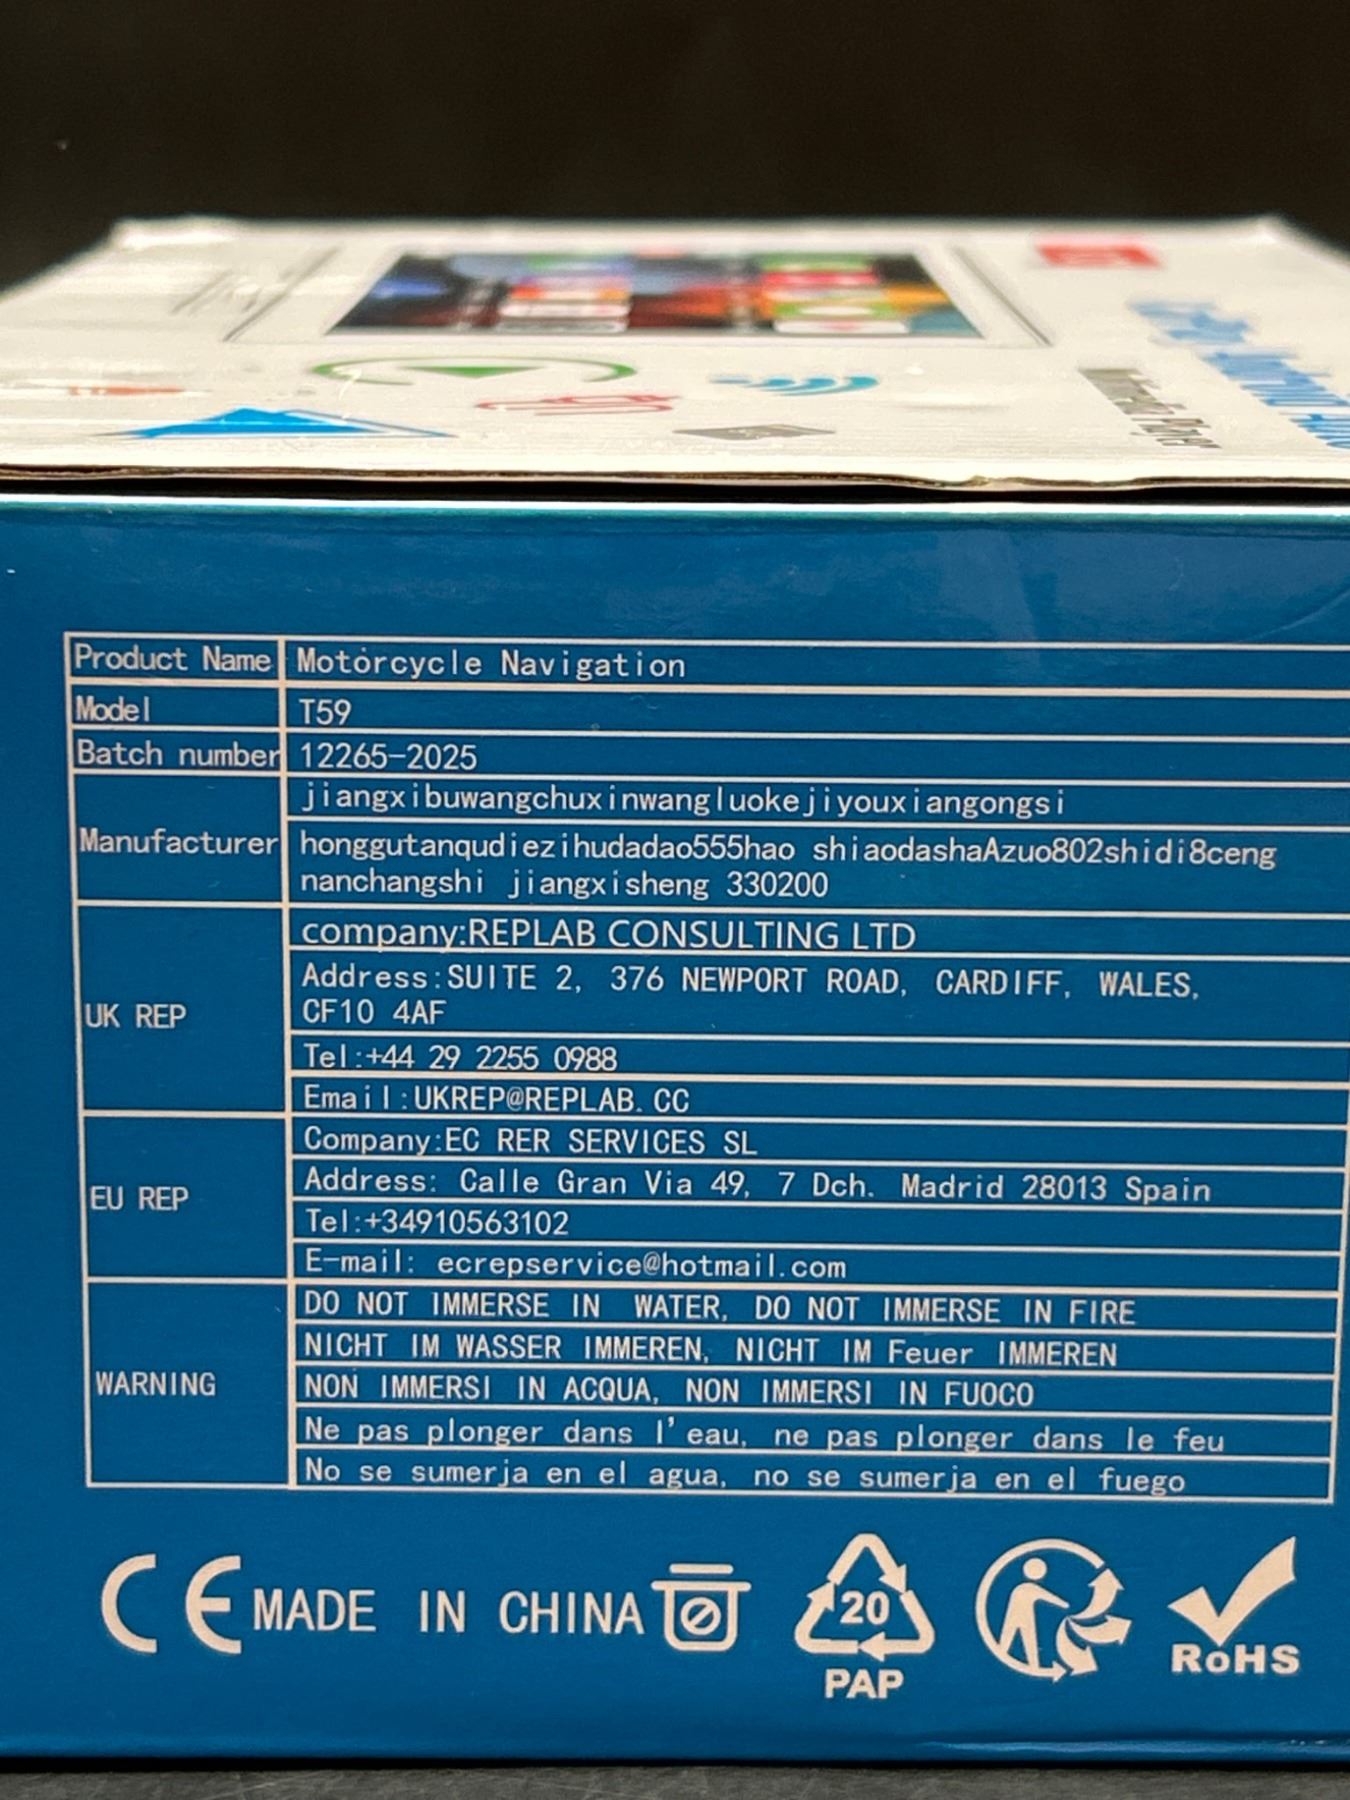 Multimedia Player
Product Name Motorcycle Navigation
Model T59
Batch number 12265-2025
Manufacturer
jiangxibuwangchuxinwangluokejiyouxiangongsi
honggutanqudiezihudadao555hao shiaodashaAzuo802shidi8ceng
nanchangshi jiangxisheng 330200
UK REP
company:REPLAB CONSULTING LTD
Address:SUITE 2, 376 NEWPORT ROAD, CARDIFF, WALES,
CF10 4AF
Tel:+44 29 2255 0988
Email:UKREP@REPLAB.CC
EU REP
Company:EC RER SERVICES SL
Address: Calle Gran Via 49, 7 Dch. Madrid 28013 Spain
Tel:+34910563102
E-mail: ecrepservice@hotmail.com
WARNING
DO NOT IMMERSE IN WATER, DO NOT IMMERSE IN FIRE
NICHT IM WASSER IMMEREN, NICHT IM Feuer IMMEREN
NON IMMERSI IN ACQUA, NON IMMERSI IN FUOCO
Ne pas plonger dans l'eau, ne pas plonger dans le feu
No se sumerja en el agua, no se sumerja en el fuego
CE MADE IN CHINA
20
PAP
RoHS